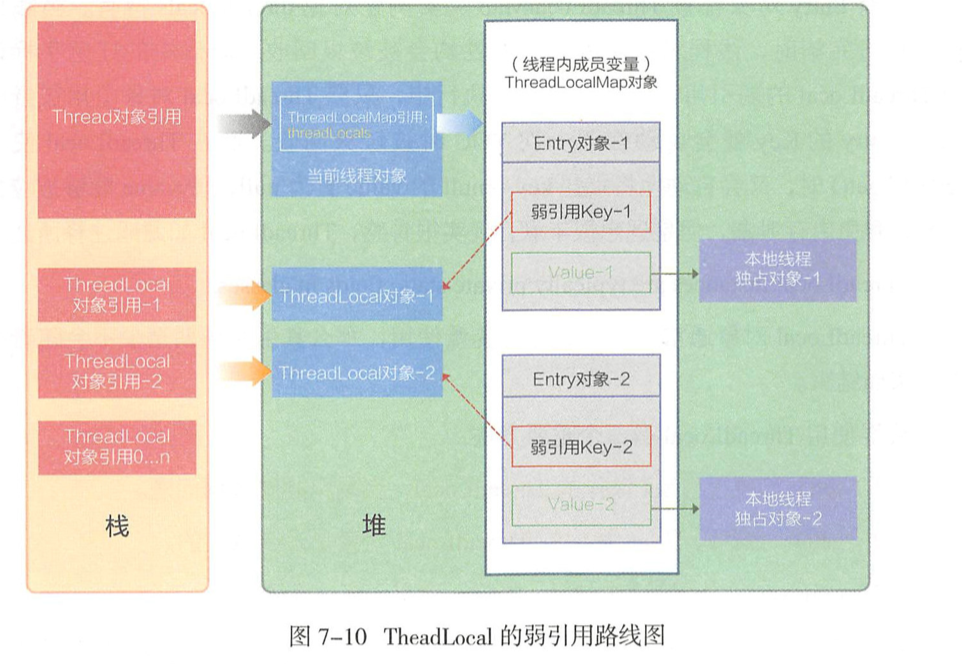 Thread对象引用
ThreadLocal
对象引用-1
ThreadLocal
对象引用-2
ThreadLocal
对象引用0...n
栈
ThreadLocalMap引用:
threadLocals
当前线程对象
ThreadLocal对象-1
ThreadLocal对象-2
堆
(线程内成员变量)
ThreadLocalMap对象
Entry对象-1
弱引用Key-1
Value-1
Entry对象-2
弱引用Key-2
Value-2
本地线程
独占对象-1
本地线程
独占对象-2
图 7-10 TheadLocal 的弱引用路线图